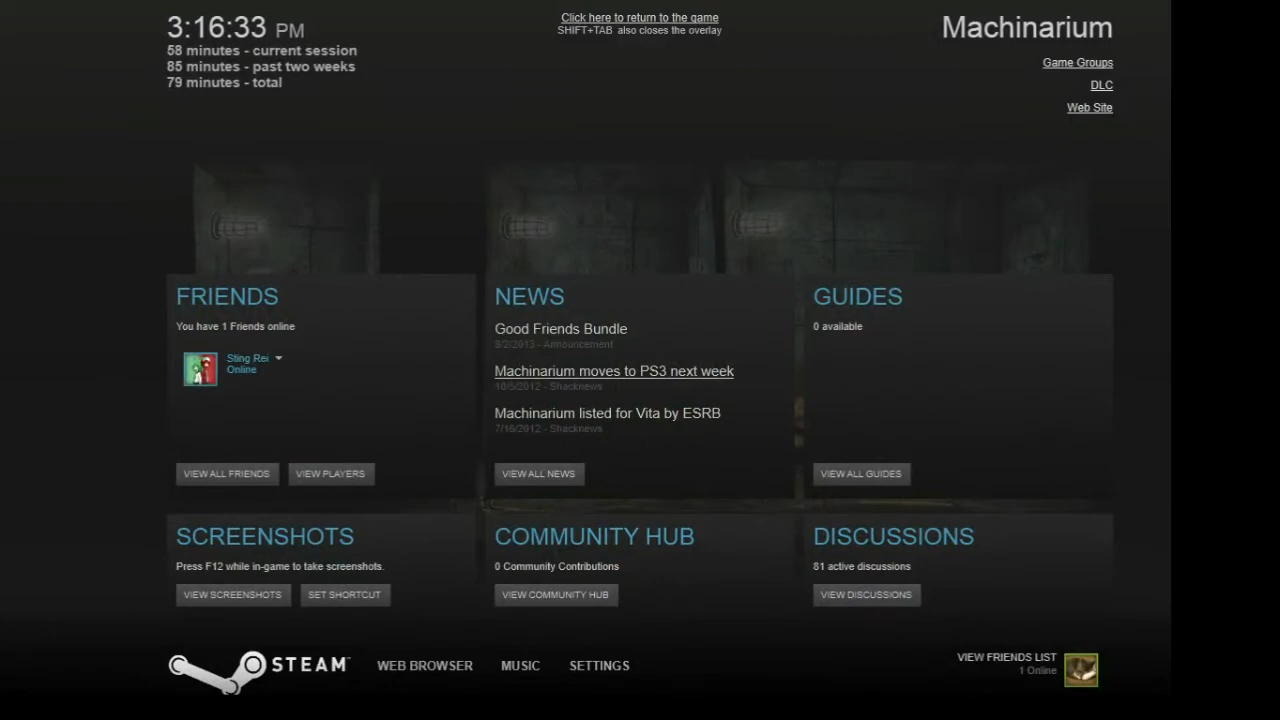 3:16:33 PM
58 minutes - current session
85 minutes - past two weeks
79 minutes - total
Click here to return to the game
SHIFT+TAB also closes the overlay
Machinarium
Game Groups
DLC
Web Site
FRIENDS
You have 1 Friends online
Sting Rei
Online
VIEW ALL FRIENDS
VIEW PLAYERS
NEWS
Good Friends Bundle
8/2/2013 - Announcement
Machinarium moves to PS3 next week
10/5/2012 - Shacknews
Machinarium listed for Vita by ESRB
7/16/2012 - Shacknews
VIEW ALL NEWS
GUIDES
0 available
VIEW ALL GUIDES
SCREENSHOTS
Press F12 while in-game to take screenshots.
VIEW SCREENSHOTS
SET SHORTCUT
COMMUNITY HUB
0 Community Contributions
VIEW COMMUNITY HUB
DISCUSSIONS
81 active discussions
VIEW DISCUSSIONS
STEAM
WEB BROWSER
MUSIC
SETTINGS
VIEW FRIENDS LIST
1 Online